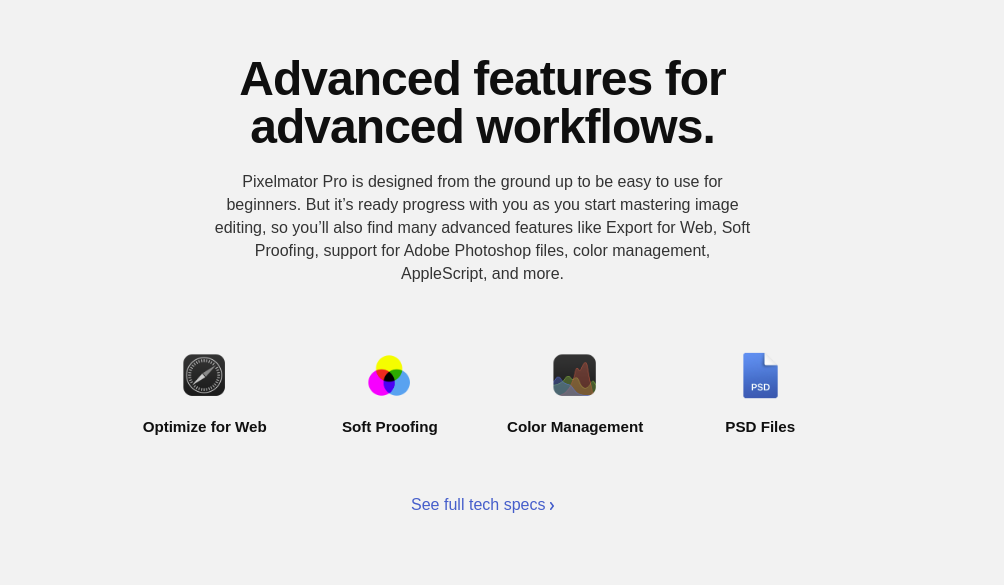 Advanced features for
advanced workflows.
Pixelmator Pro is designed from the ground up to be easy to use for
beginners. But it’s ready progress with you as you start mastering image
editing, so you’ll also find many advanced features like Export for Web, Soft
Proofing, support for Adobe Photoshop files, color management,
AppleScript, and more.
PSD
Optimize for Web
Soft Proofing
Color Management
PSD Files
See full tech specs ›